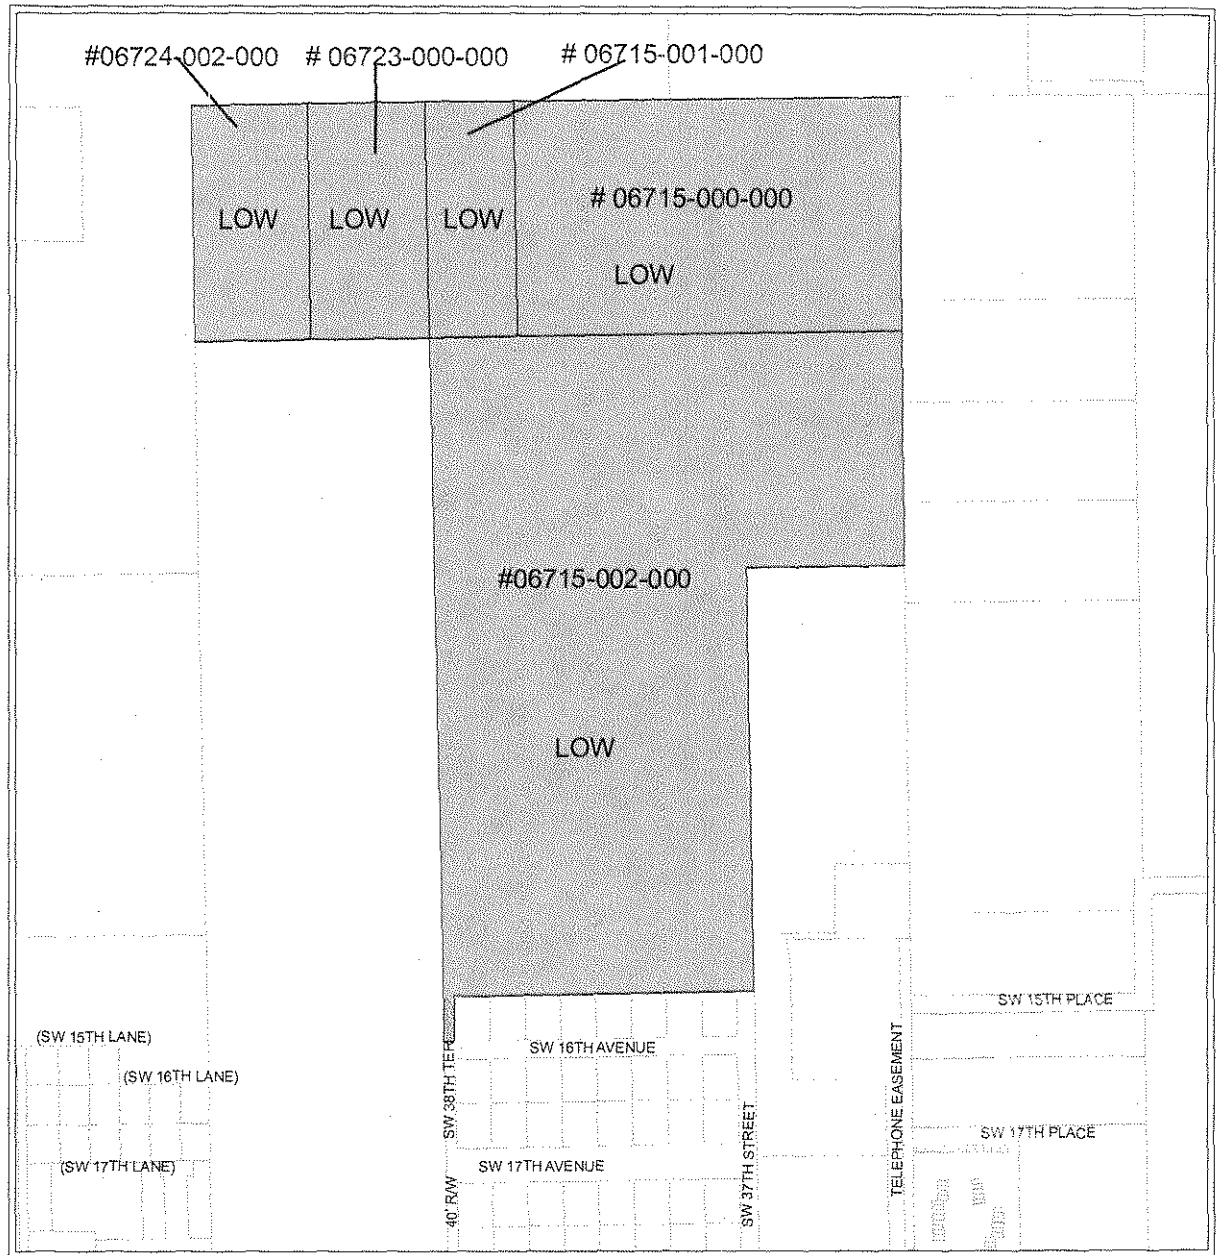 #06724-002-000
# 06723-000-000
# 06715-001-000
# 06715-000-000
LOW
LOW
LOW
LOW
#06715-002-000
LOW
(SW 15TH LANE)
(SW 16TH LANE)
(SW 17TH LANE)
40' R/W SW 38TH TER
SW 16TH AVENUE
SW 17TH AVENUE
SW 37TH STREET
TELEPHONE EASEMENT
SW 15TH PLACE
SW 17TH PLACE